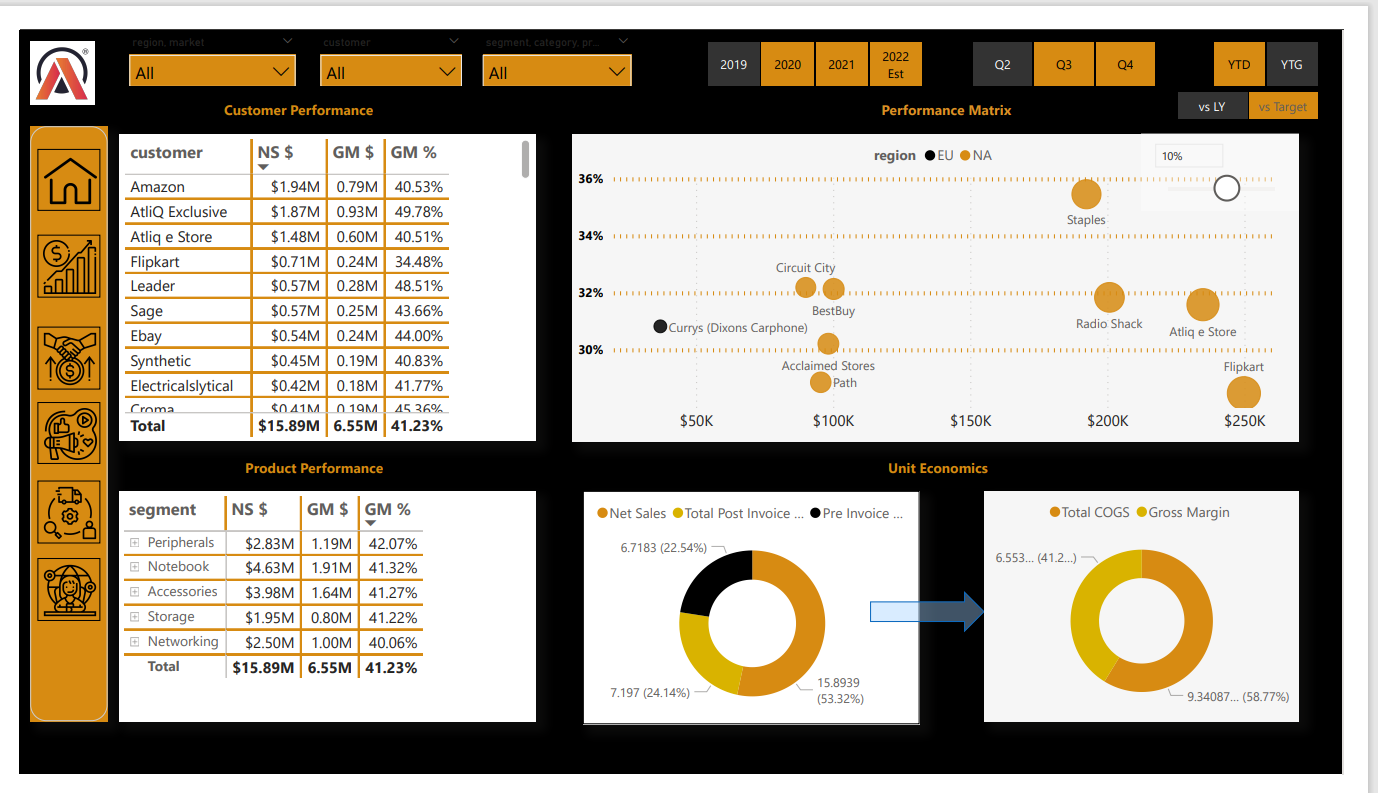 ®
region, market
customer
segment, category, pr...
All
All
All
2019
2020
2021
2022
Est
Q2
Q3
Q4
YTD
YTG
vs LY
vs Target
Customer Performance
customer NS $ GM $ GM %
Amazon $1.94M 0.79M 40.53%
AtliQ Exclusive $1.87M 0.93M 49.78%
Atliq e Store $1.48M 0.60M 40.51%
Flipkart $0.71M 0.24M 34.48%
Leader $0.57M 0.28M 48.51%
Sage $0.57M 0.25M 43.66%
Ebay $0.54M 0.24M 44.00%
Synthetic $0.45M 0.19M 40.83%
Electricalslytical $0.42M 0.18M 41.77%
Croma $0.41M 0.19M 45.36%
Total $15.89M 6.55M 41.23%
Performance Matrix
region EU NA
10%
36%
34%
32%
30%
Staples
Circuit City
BestBuy
Radio Shack
Atliq e Store
Currys (Dixons Carphone)
Acclaimed Stores
Path
Flipkart
$50K $100K $150K $200K $250K
Product Performance
segment NS $ GM $ GM %
Peripherals $2.83M 1.19M 42.07%
Notebook $4.63M 1.91M 41.32%
Accessories $3.98M 1.64M 41.27%
Storage $1.95M 0.80M 41.22%
Networking $2.50M 1.00M 40.06%
Total $15.89M 6.55M 41.23%
Unit Economics
Net Sales Total Post Invoice ... Pre Invoice ...
6.7183 (22.54%)
7.197 (24.14%)
15.8939
(53.32%)
Total COGS Gross Margin
6.553... (41.2...)
9.34087... (58.77%)